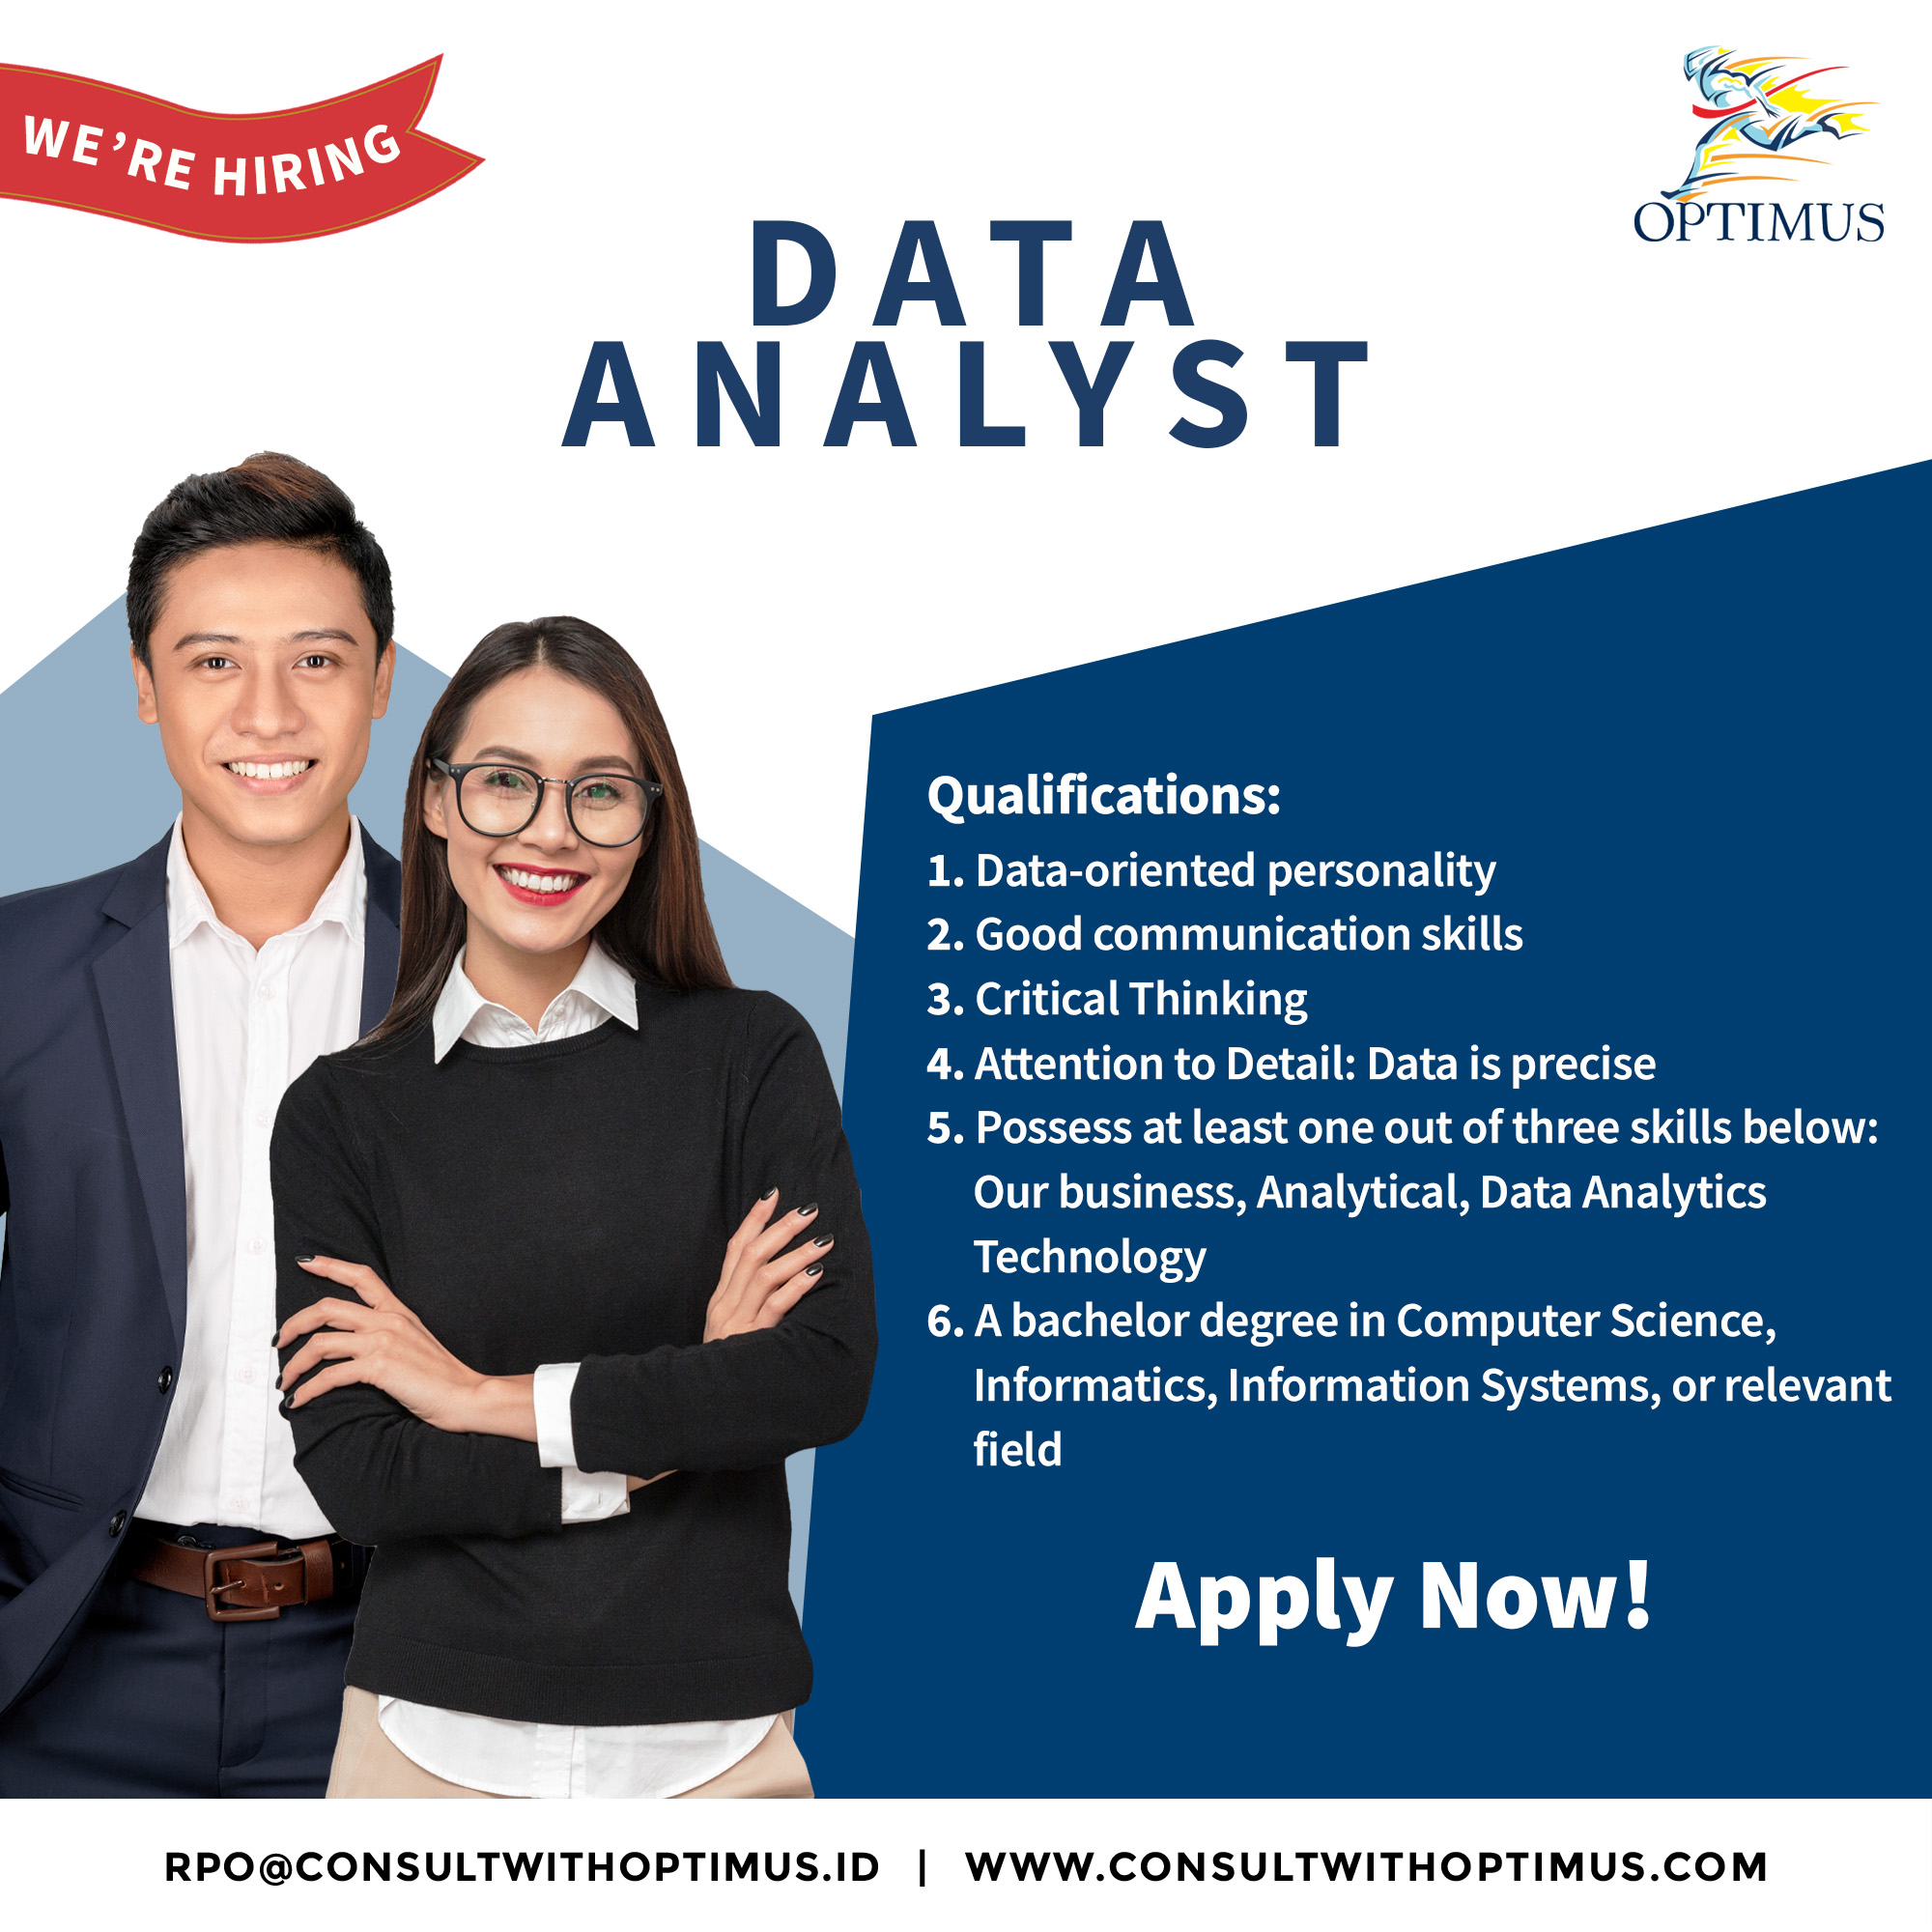 WE’RE HIRING
OPTIMUS
DATA
ANALYST
Qualifications:
1. Data-oriented personality
2. Good communication skills
3. Critical Thinking
4. Attention to Detail: Data is precise
5. Possess at least one out of three skills below:
Our business, Analytical, Data Analytics
Technology
6. A bachelor degree in Computer Science,
Informatics, Information Systems, or relevant
field
Apply Now!
RPO@CONSULTWITHOPTIMUS.ID | WWW.CONSULTWITHOPTIMUS.COM